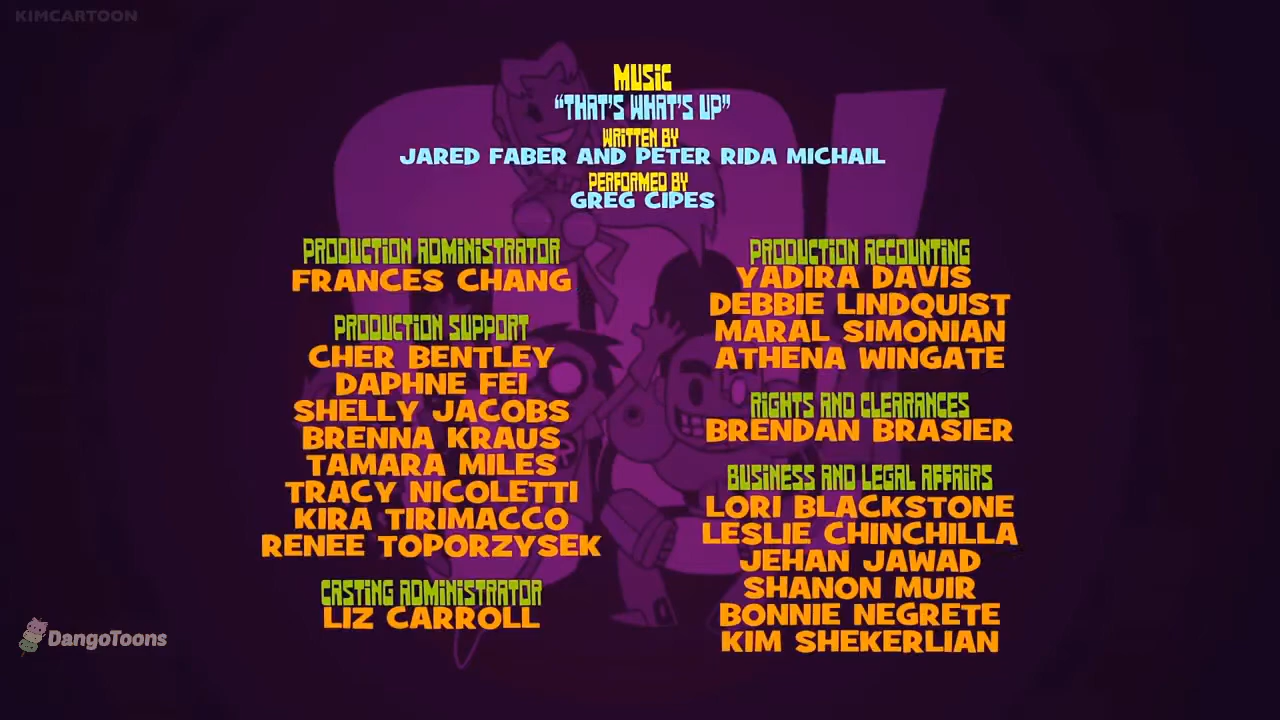 KIMCARTOON
MUSIC
"THAT'S WHAT'S UP"
WRITTEN BY
JARED FABER AND PETER RIDA MICHAIL
PERFORMED BY
GREG CIPES
PRODUCTION ADMINISTRATOR
FRANCES CHANG
PRODUCTION SUPPORT
CHER BENTLEY
DAPHNE FEI
SHELLY JACOBS
BRENNA KRAUS
TAMARA MILES
TRACY NICOLETTI
KIRA TIRIMACCO
RENEE TOPORZYSEK
CASTING ADMINISTRATOR
LIZ CARROLL
PRODUCTION ACCOUNTING
YADIRA DAVIS
DEBBIE LINDQUIST
MARAL SIMONIAN
ATHENA WINGATE
RIGHTS AND CLEARANCES
BRENDAN BRASIER
BUSINESS AND LEGAL AFFAIRS
LORI BLACKSTONE
LESLIE CHINCHILLA
JEHAN JAWAD
SHANON MUIR
BONNIE NEGRETE
KIM SHEKERLIAN
DangoToons